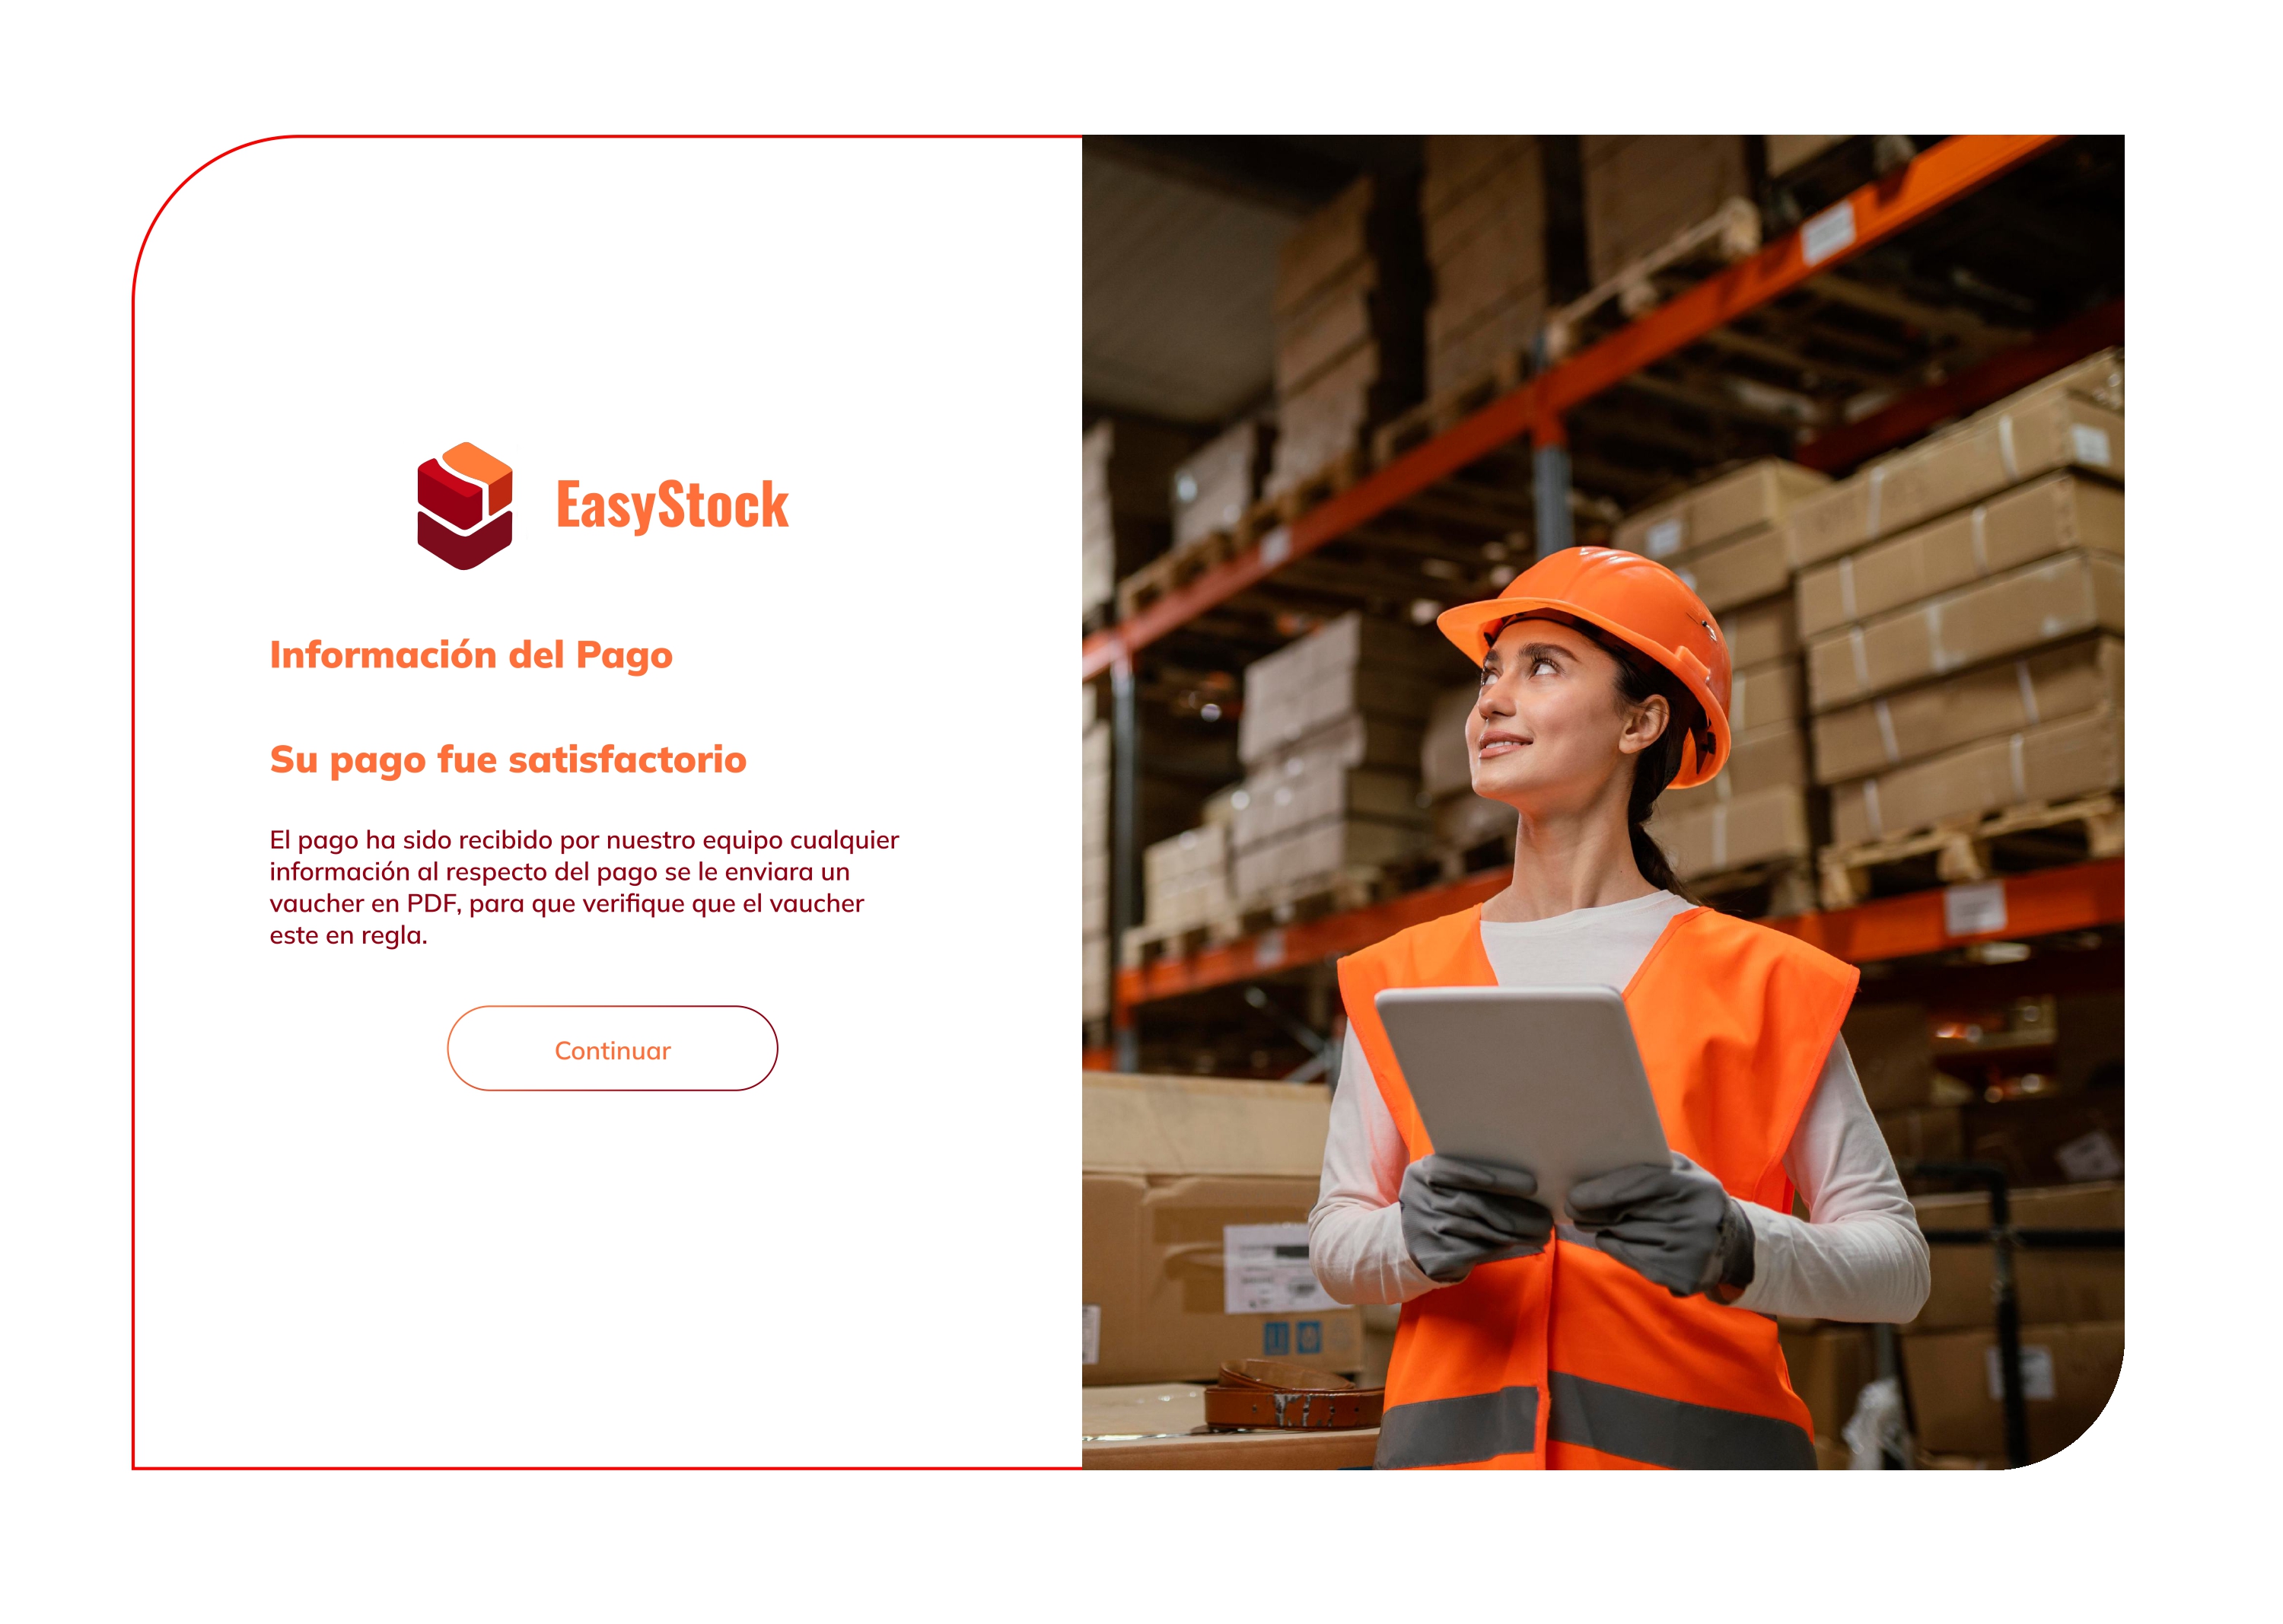 EasyStock
Información del Pago
Su pago fue satisfactorio
El pago ha sido recibido por nuestro equipo cualquier
información al respecto del pago se le enviara un
vaucher en PDF, para que verifique que el vaucher
este en regla.
Continuar